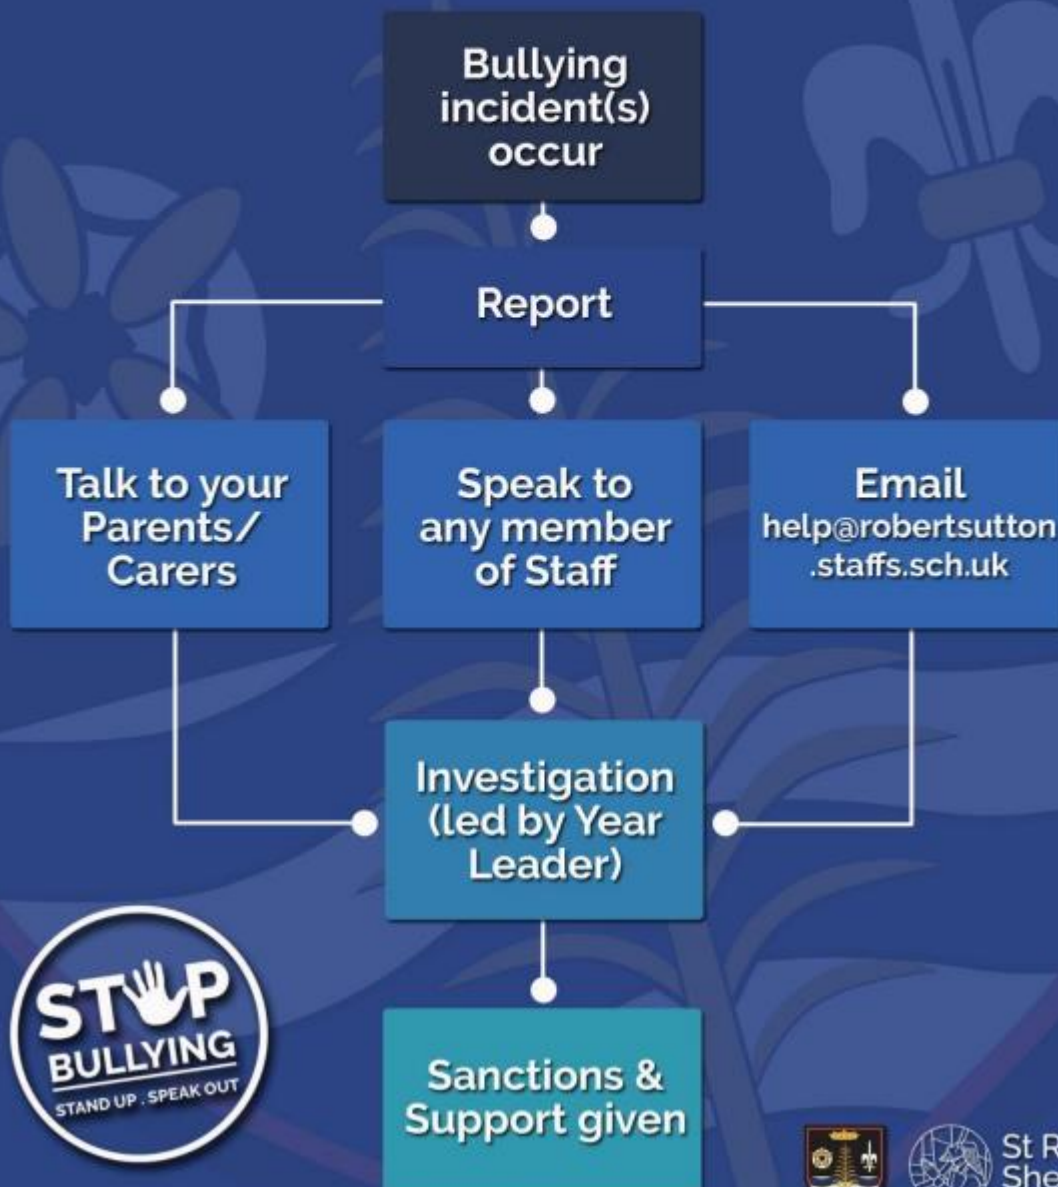 Bullying
incident(s)
occur
Report
Talk to your
Parents/
Carers
Speak to
any member
of Staff
Email
help@robertsutton
.staffs.sch.uk
Investigation
(led by Year
Leader)
STOP
BULLYING
STAND UP . SPEAK OUT
Sanctions &
Support given
St R
She